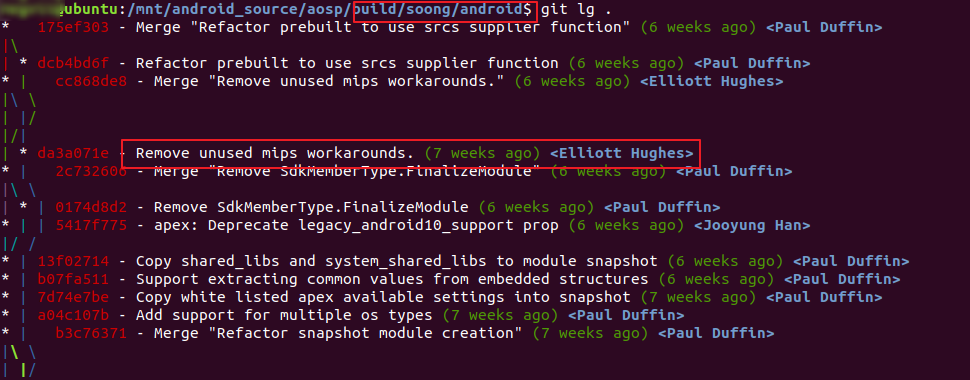 @ubuntu:/mnt/android_source/aosp/build/soong/android$ git lg .
*   175ef303 - Merge "Refactor prebuilt to use srcs supplier function" (6 weeks ago) <Paul Duffin>
|\
| * dcb4bd6f - Refactor prebuilt to use srcs supplier function (6 weeks ago) <Paul Duffin>
* |   cc868de8 - Merge "Remove unused mips workarounds." (6 weeks ago) <Elliott Hughes>
|\ \
| |/
|/|
| * da3a071e - Remove unused mips workarounds. (7 weeks ago) <Elliott Hughes>
* |   2c732606 - Merge "Remove SdkMemberType.FinalizeModule" (6 weeks ago) <Paul Duffin>
|\ \
| * | 0174d8d2 - Remove SdkMemberType.FinalizeModule (6 weeks ago) <Paul Duffin>
* | | 5417f775 - apex: Deprecate legacy_android10_support prop (6 weeks ago) <Jooyung Han>
|/ /
* | 13f02714 - Copy shared_libs and system_shared_libs to module snapshot (6 weeks ago) <Paul Duffin>
* | b07fa511 - Support extracting common values from embedded structures (6 weeks ago) <Paul Duffin>
* | 7d74e7be - Copy white listed apex available settings into snapshot (7 weeks ago) <Paul Duffin>
* | a04c107b - Add support for multiple os types (7 weeks ago) <Paul Duffin>
* |   b3c76371 - Merge "Refactor snapshot module creation" (7 weeks ago) <Paul Duffin>
|\ \
| |/